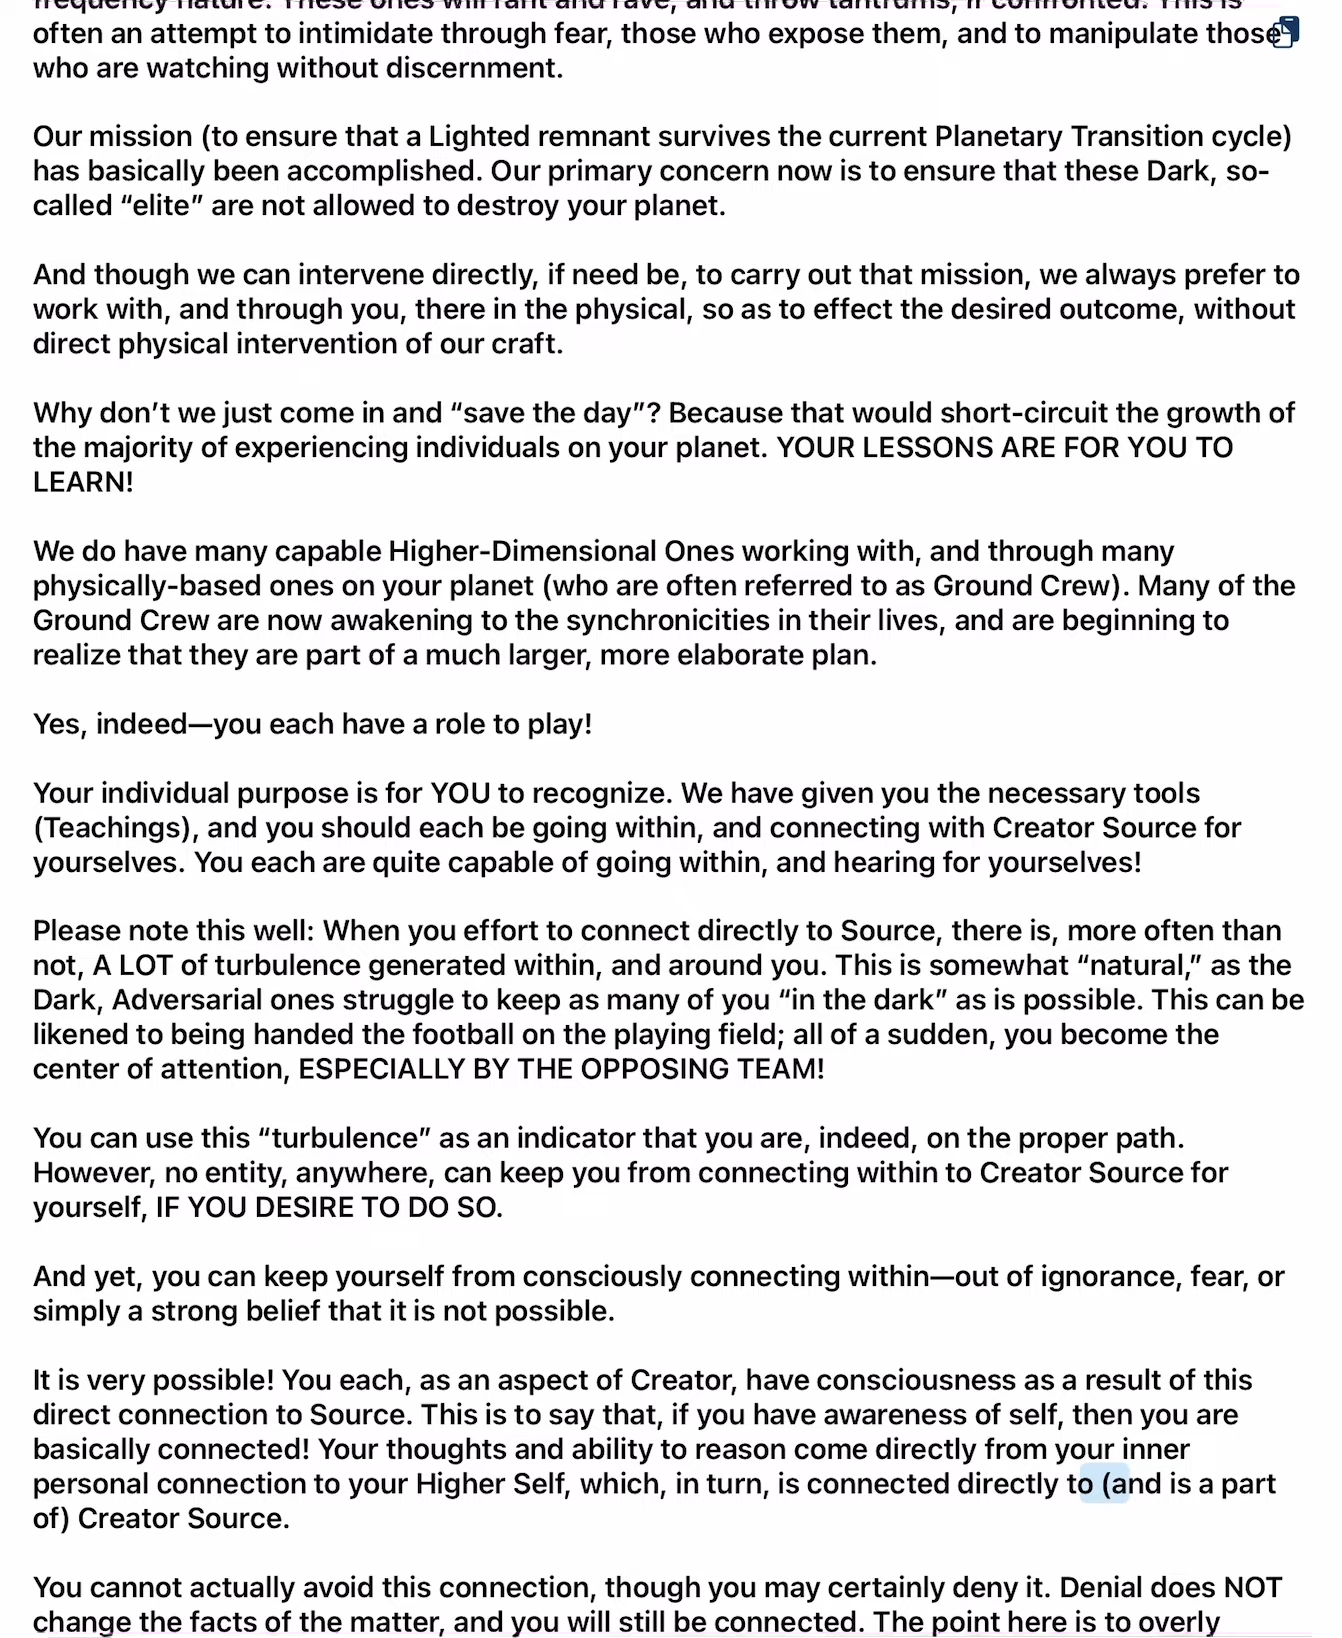 frequency nature. These ones will rant and rave, and throw tantrums, if confronted. This is
often an attempt to intimidate through fear, those who expose them, and to manipulate those
who are watching without discernment.
Our mission (to ensure that a Lighted remnant survives the current Planetary Transition cycle)
has basically been accomplished. Our primary concern now is to ensure that these Dark, so-
called “elite” are not allowed to destroy your planet.
And though we can intervene directly, if need be, to carry out that mission, we always prefer to
work with, and through you, there in the physical, so as to effect the desired outcome, without
direct physical intervention of our craft.
Why don’t we just come in and “save the day”? Because that would short-circuit the growth of
the majority of experiencing individuals on your planet. YOUR LESSONS ARE FOR YOU TO
LEARN!
We do have many capable Higher-Dimensional Ones working with, and through many
physically-based ones on your planet (who are often referred to as Ground Crew). Many of the
Ground Crew are now awakening to the synchronicities in their lives, and are beginning to
realize that they are part of a much larger, more elaborate plan.
Yes, indeed—you each have a role to play!
Your individual purpose is for YOU to recognize. We have given you the necessary tools
(Teachings), and you should each be going within, and connecting with Creator Source for
yourselves. You each are quite capable of going within, and hearing for yourselves!
Please note this well: When you effort to connect directly to Source, there is, more often than
not, A LOT of turbulence generated within, and around you. This is somewhat “natural,” as the
Dark, Adversarial ones struggle to keep as many of you “in the dark” as is possible. This can be
likened to being handed the football on the playing field; all of a sudden, you become the
center of attention, ESPECIALLY BY THE OPPOSING TEAM!
You can use this “turbulence” as an indicator that you are, indeed, on the proper path.
However, no entity, anywhere, can keep you from connecting within to Creator Source for
yourself, IF YOU DESIRE TO DO SO.
And yet, you can keep yourself from consciously connecting within—out of ignorance, fear, or
simply a strong belief that it is not possible.
It is very possible! You each, as an aspect of Creator, have consciousness as a result of this
direct connection to Source. This is to say that, if you have awareness of self, then you are
basically connected! Your thoughts and ability to reason come directly from your inner
personal connection to your Higher Self, which, in turn, is connected directly to (and is a part
of) Creator Source.
You cannot actually avoid this connection, though you may certainly deny it. Denial does NOT
change the facts of the matter, and you will still be connected. The point here is to overly